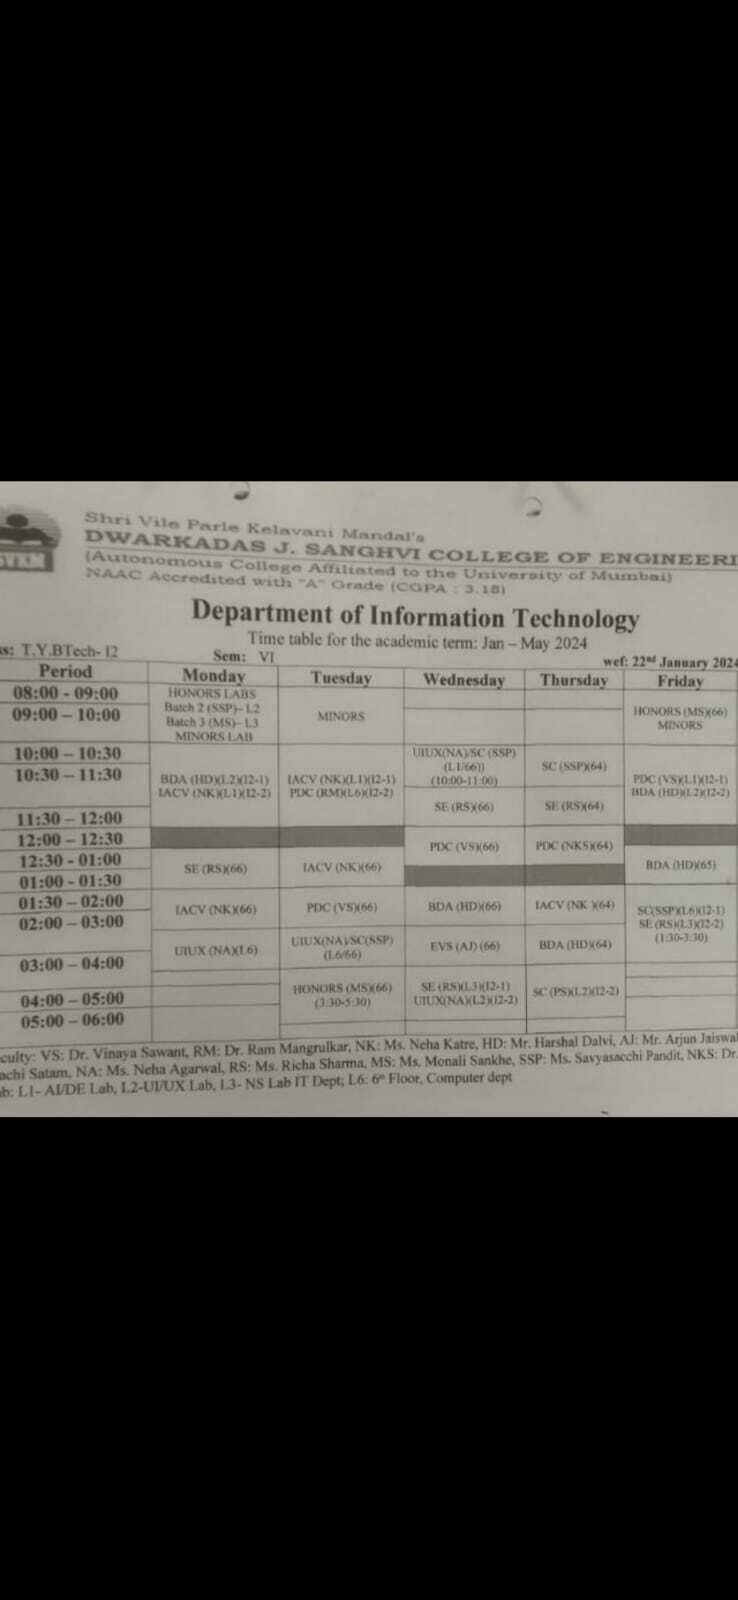 SVKM
Shri Vile Parle Kelavani Mandal's
DWARKADAS J. SANGHVI COLLEGE OF ENGINEERI
(Autonomous College Affiliated to the University of Mumbai)
NAAC Accredited with "A" Grade (CGPA : 3.18)
Department of Information Technology
Time table for the academic term: Jan – May 2024
ss: T.Y.BTech- I2
Sem: VI
wef: 22nd January 2024
Period Monday Tuesday Wednesday Thursday Friday
08:00 - 09:00
09:00 – 10:00
HONORS LABS
Batch 2 (SSP)– L2
Batch 3 (MS)– L3
MINORS LAB
MINORS
HONORS (MS)(66)
MINORS
10:00 – 10:30
10:30 – 11:30
11:30 – 12:00
BDA (HD)(L2)(I2-1)
IACV (NK)(L1)(I2-2)
IACV (NK)(L1)(I2-1)
PDC (RM)(L6)(I2-2)
UIUX(NA)/SC (SSP)
(L1/66))
(10:00-11:00)
SC (SSP)(64)
PDC (VS)(L1)(I2-1)
BDA (HD)(L2)(I2-2)
SE (RS)(66)
SE (RS)(64)
12:00 – 12:30
12:30 - 01:00
01:00 - 01:30
PDC (VS)(66)
PDC (NKS)(64)
SE (RS)(66)
IACV (NK)(66)
BDA (HD)(65)
01:30 – 02:00
02:00 – 03:00
IACV (NK)(66)
PDC (VS)(66)
BDA (HD)(66)
IACV (NK )(64)
SC(SSP)(L6)(I2-1)
SE (RS)(L3)(I2-2)
(1:30-3:30)
03:00 – 04:00
UIUX (NA)(L6)
UIUX(NA)/SC(SSP)
(L6/66)
EVS (AJ) (66)
BDA (HD)(64)
04:00 – 05:00
05:00 – 06:00
HONORS (MS)(66)
(3:30-5:30)
SE (RS)(L3)(I2-1)
UIUX(NA)(L2)(I2-2)
SC (PS)(L2)(I2-2)
culty: VS: Dr. Vinaya Sawant, RM: Dr. Ram Mangrulkar, NK: Ms. Neha Katre, HD: Mr. Harshal Dalvi, AJ: Mr. Arjun Jaiswal
achi Satam, NA: Ms. Neha Agarwal, RS: Ms. Richa Sharma, MS: Ms. Monali Sankhe, SSP: Ms. Savyasacchi Pandit, NKS: Dr.
ab: L1- AI/DE Lab, L2-UI/UX Lab, L3- NS Lab IT Dept; L6: 6th Floor, Computer dept